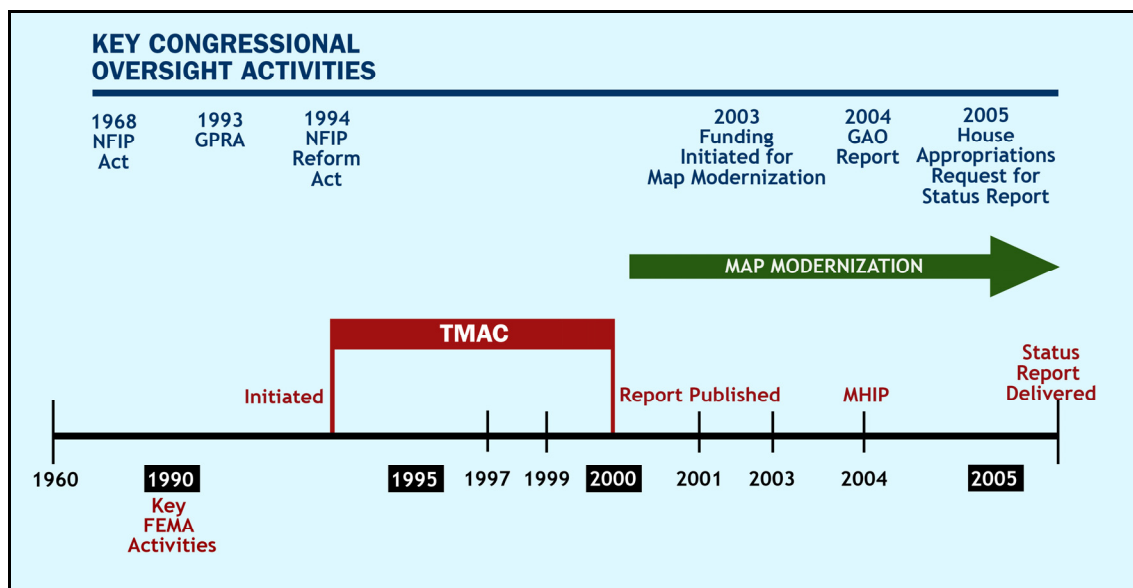 KEY CONGRESSIONAL
OVERSIGHT ACTIVITIES
1968
NFIP
Act
1993
GPRA
1994
NFIP
Reform
Act
2003
Funding
Initiated for
Map Modernization
2004
GAO
Report
2005
House
Appropriations
Request for
Status Report
MAP MODERNIZATION
TMAC
Initiated
Report Published
MHIP
Status
Report
Delivered
1960
1990
1995
1997
1999
2000
2001
2003
2004
2005
Key
FEMA
Activities